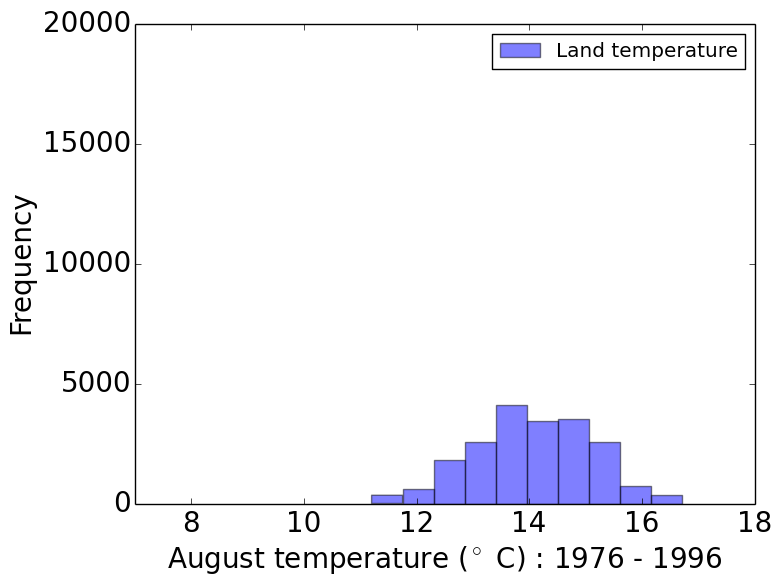 20000
Land temperature
15000
Frequency
10000
5000
0
8 10 12 14 16 18
August temperature (° C) : 1976 - 1996